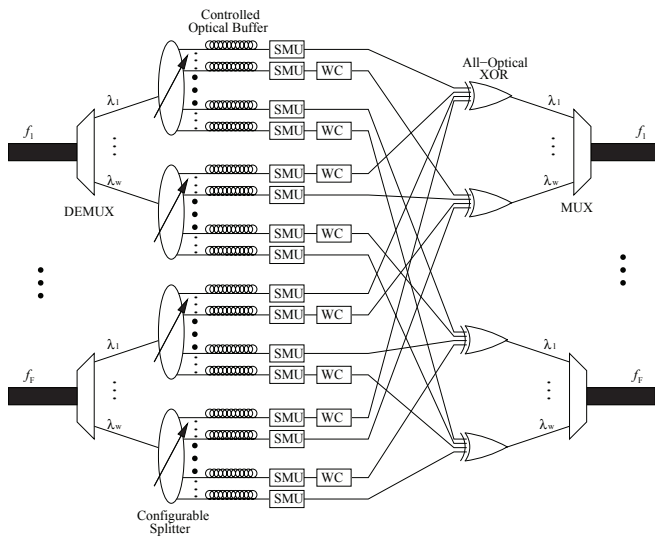 Controlled
Optical Buffer
SMU
SMU WC
SMU
SMU WC
All−Optical
XOR
λ1
λ1
f1
f1
λw
λw
DEMUX
MUX
SMU WC
SMU
SMU WC
SMU
SMU
SMU WC
SMU
SMU WC
λ1
λ1
fF
fF
λw
λw
SMU WC
SMU
SMU WC
SMU
Configurable
Splitter